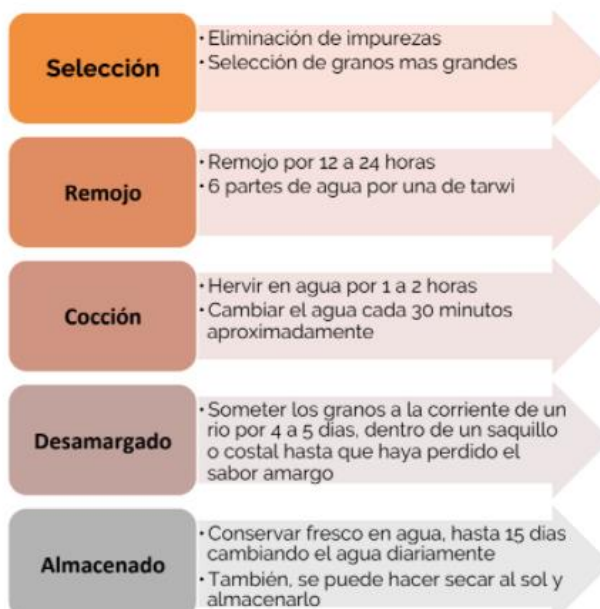 Selección
• Eliminación de impurezas
• Selección de granos mas grandes
Remojo
• Remojo por 12 a 24 horas
• 6 partes de agua por una de tarwi
Cocción
• Hervir en agua por 1 a 2 horas
• Cambiar el agua cada 30 minutos
aproximadamente
Desamargado
• Someter los granos a la corriente de un
rio por 4 a 5 dias, dentro de un saquillo
o costal hasta que haya perdido el
sabor amargo
Almacenado
• Conservar fresco en agua, hasta 15 dias
cambiando el agua diariamente
• También, se puede hacer secar al sol y
almacenarlo